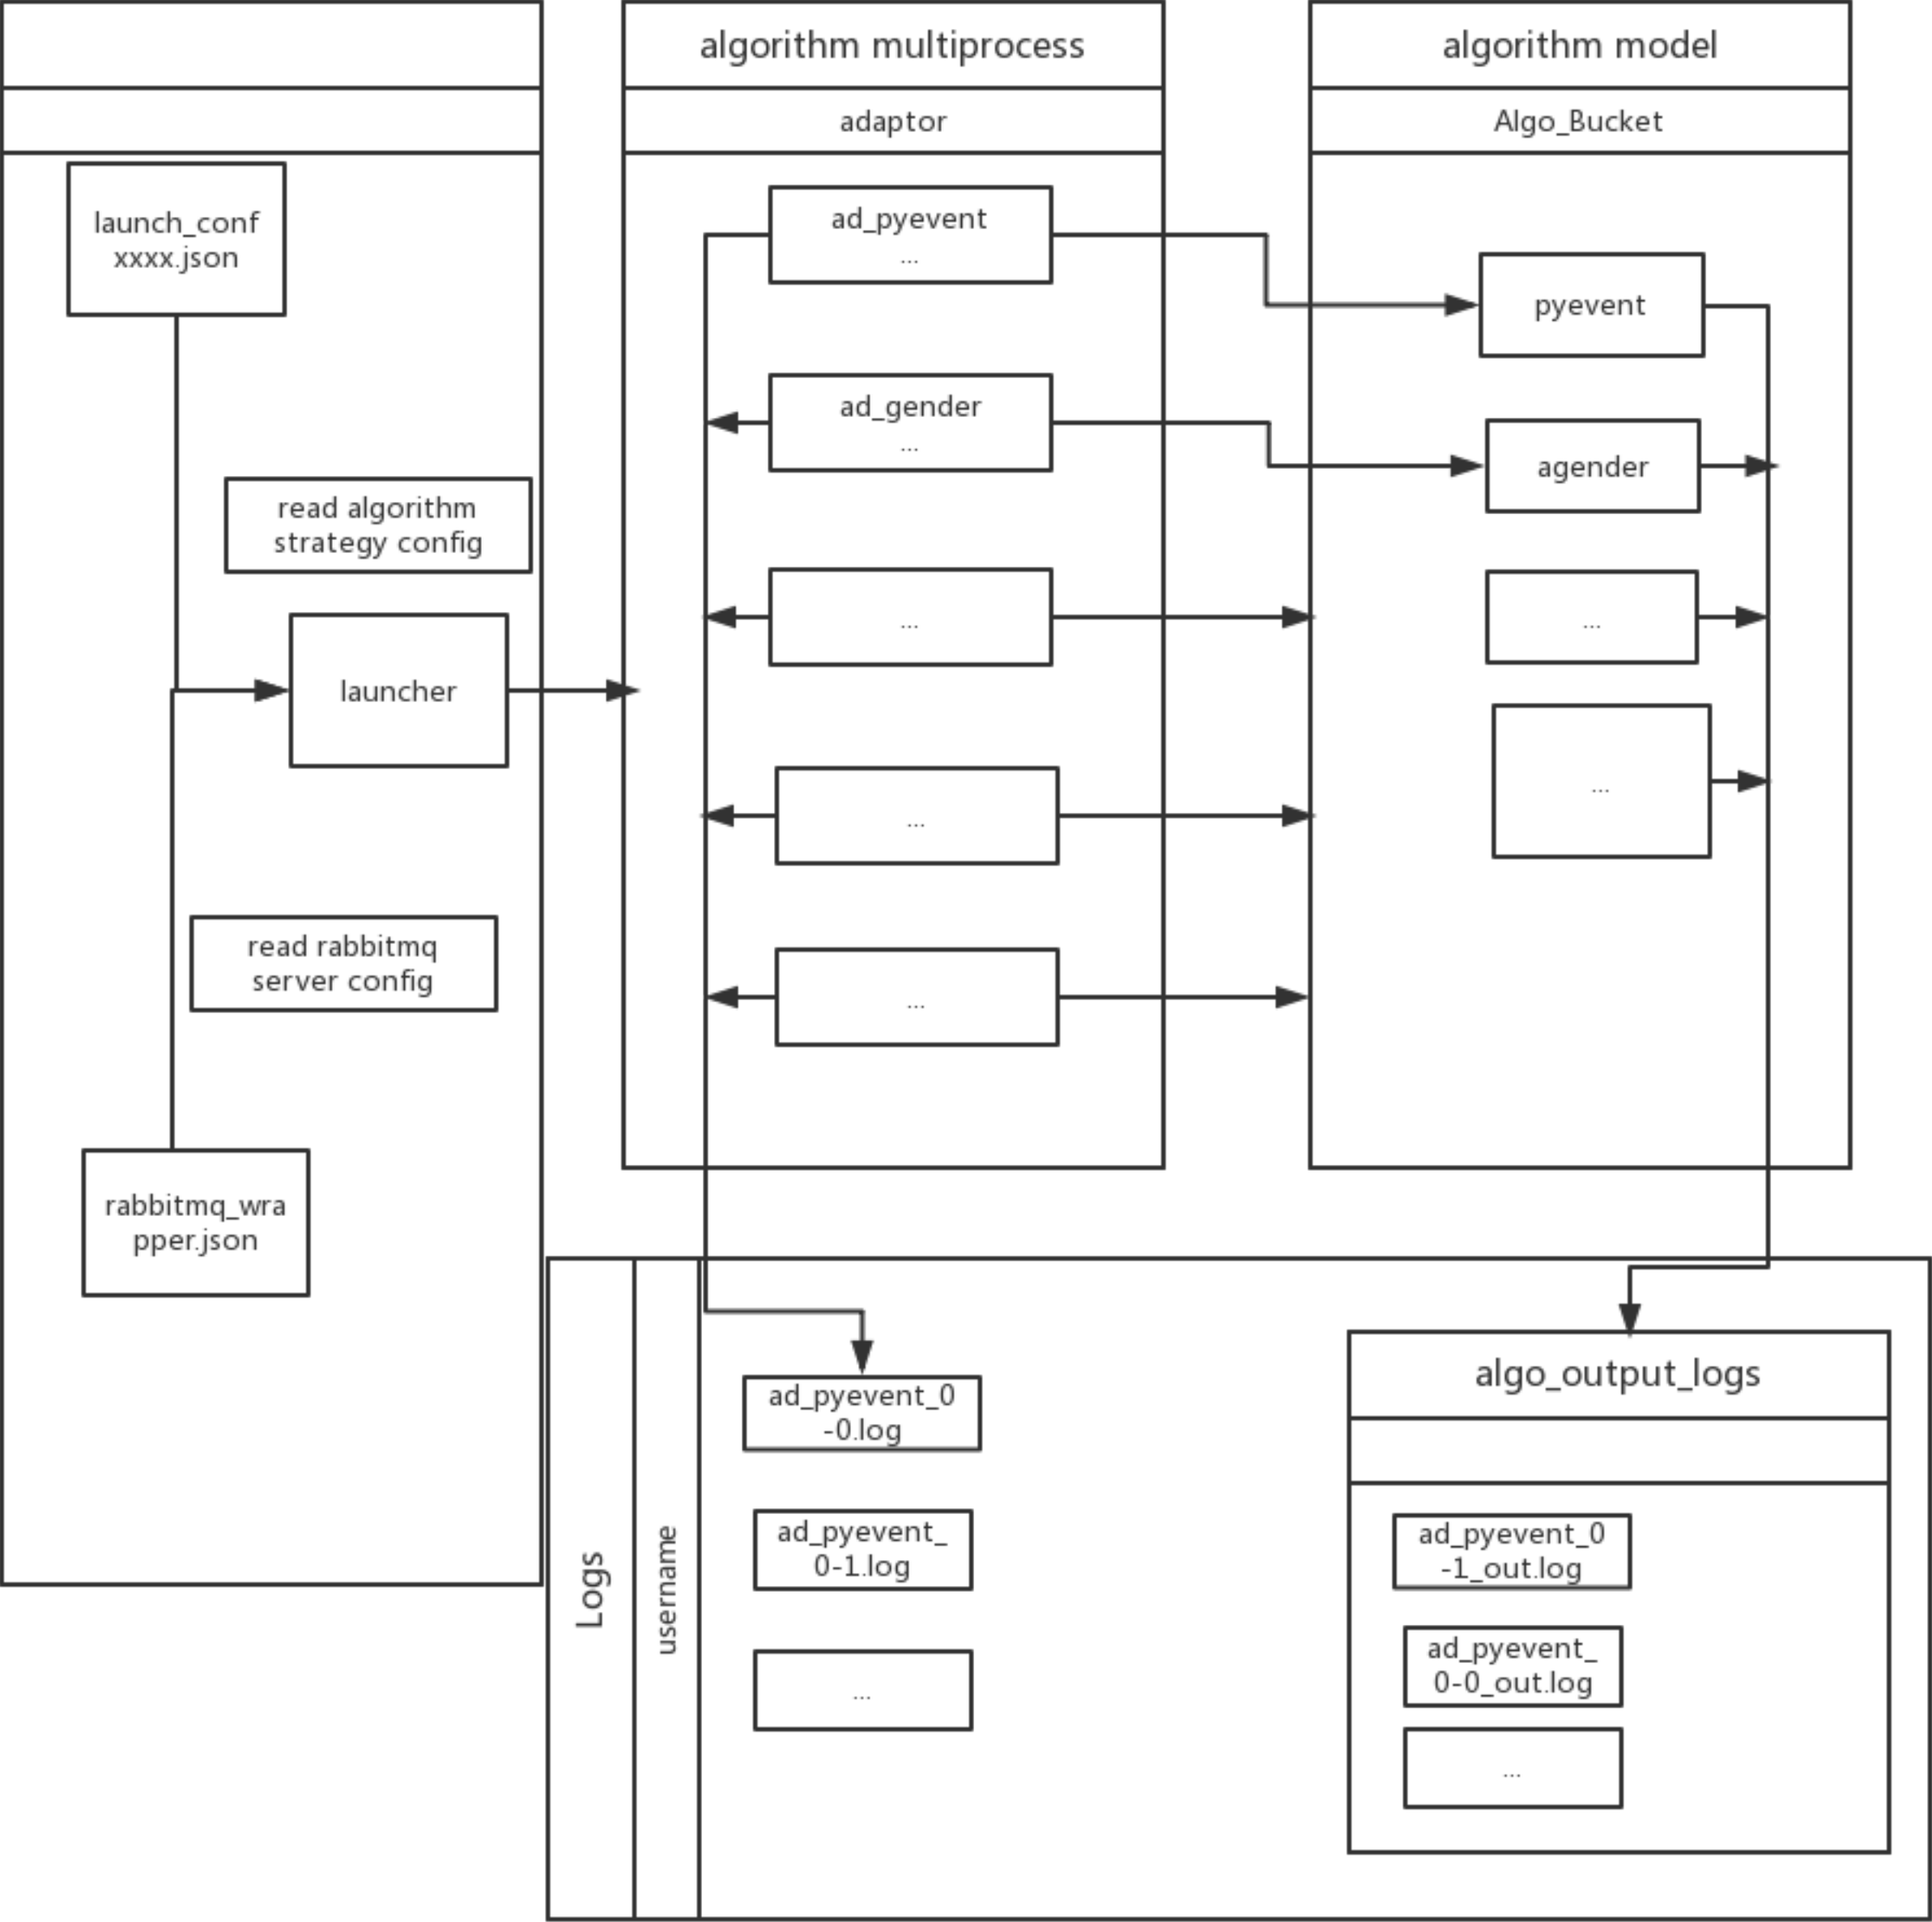 launch_conf
xxxx.json
read algorithm
strategy config
launcher
read rabbitmq
server config
rabbitmq_wra
pper.json
algorithm multiprocess
adaptor
ad_pyevent
...
ad_gender
...
...
...
...
algorithm model
Algo_Bucket
pyevent
agender
...
...
Logs
username
ad_pyevent_0
-0.log
ad_pyevent_
0-1.log
...
algo_output_logs
ad_pyevent_0
-1_out.log
ad_pyevent_
0-0_out.log
...